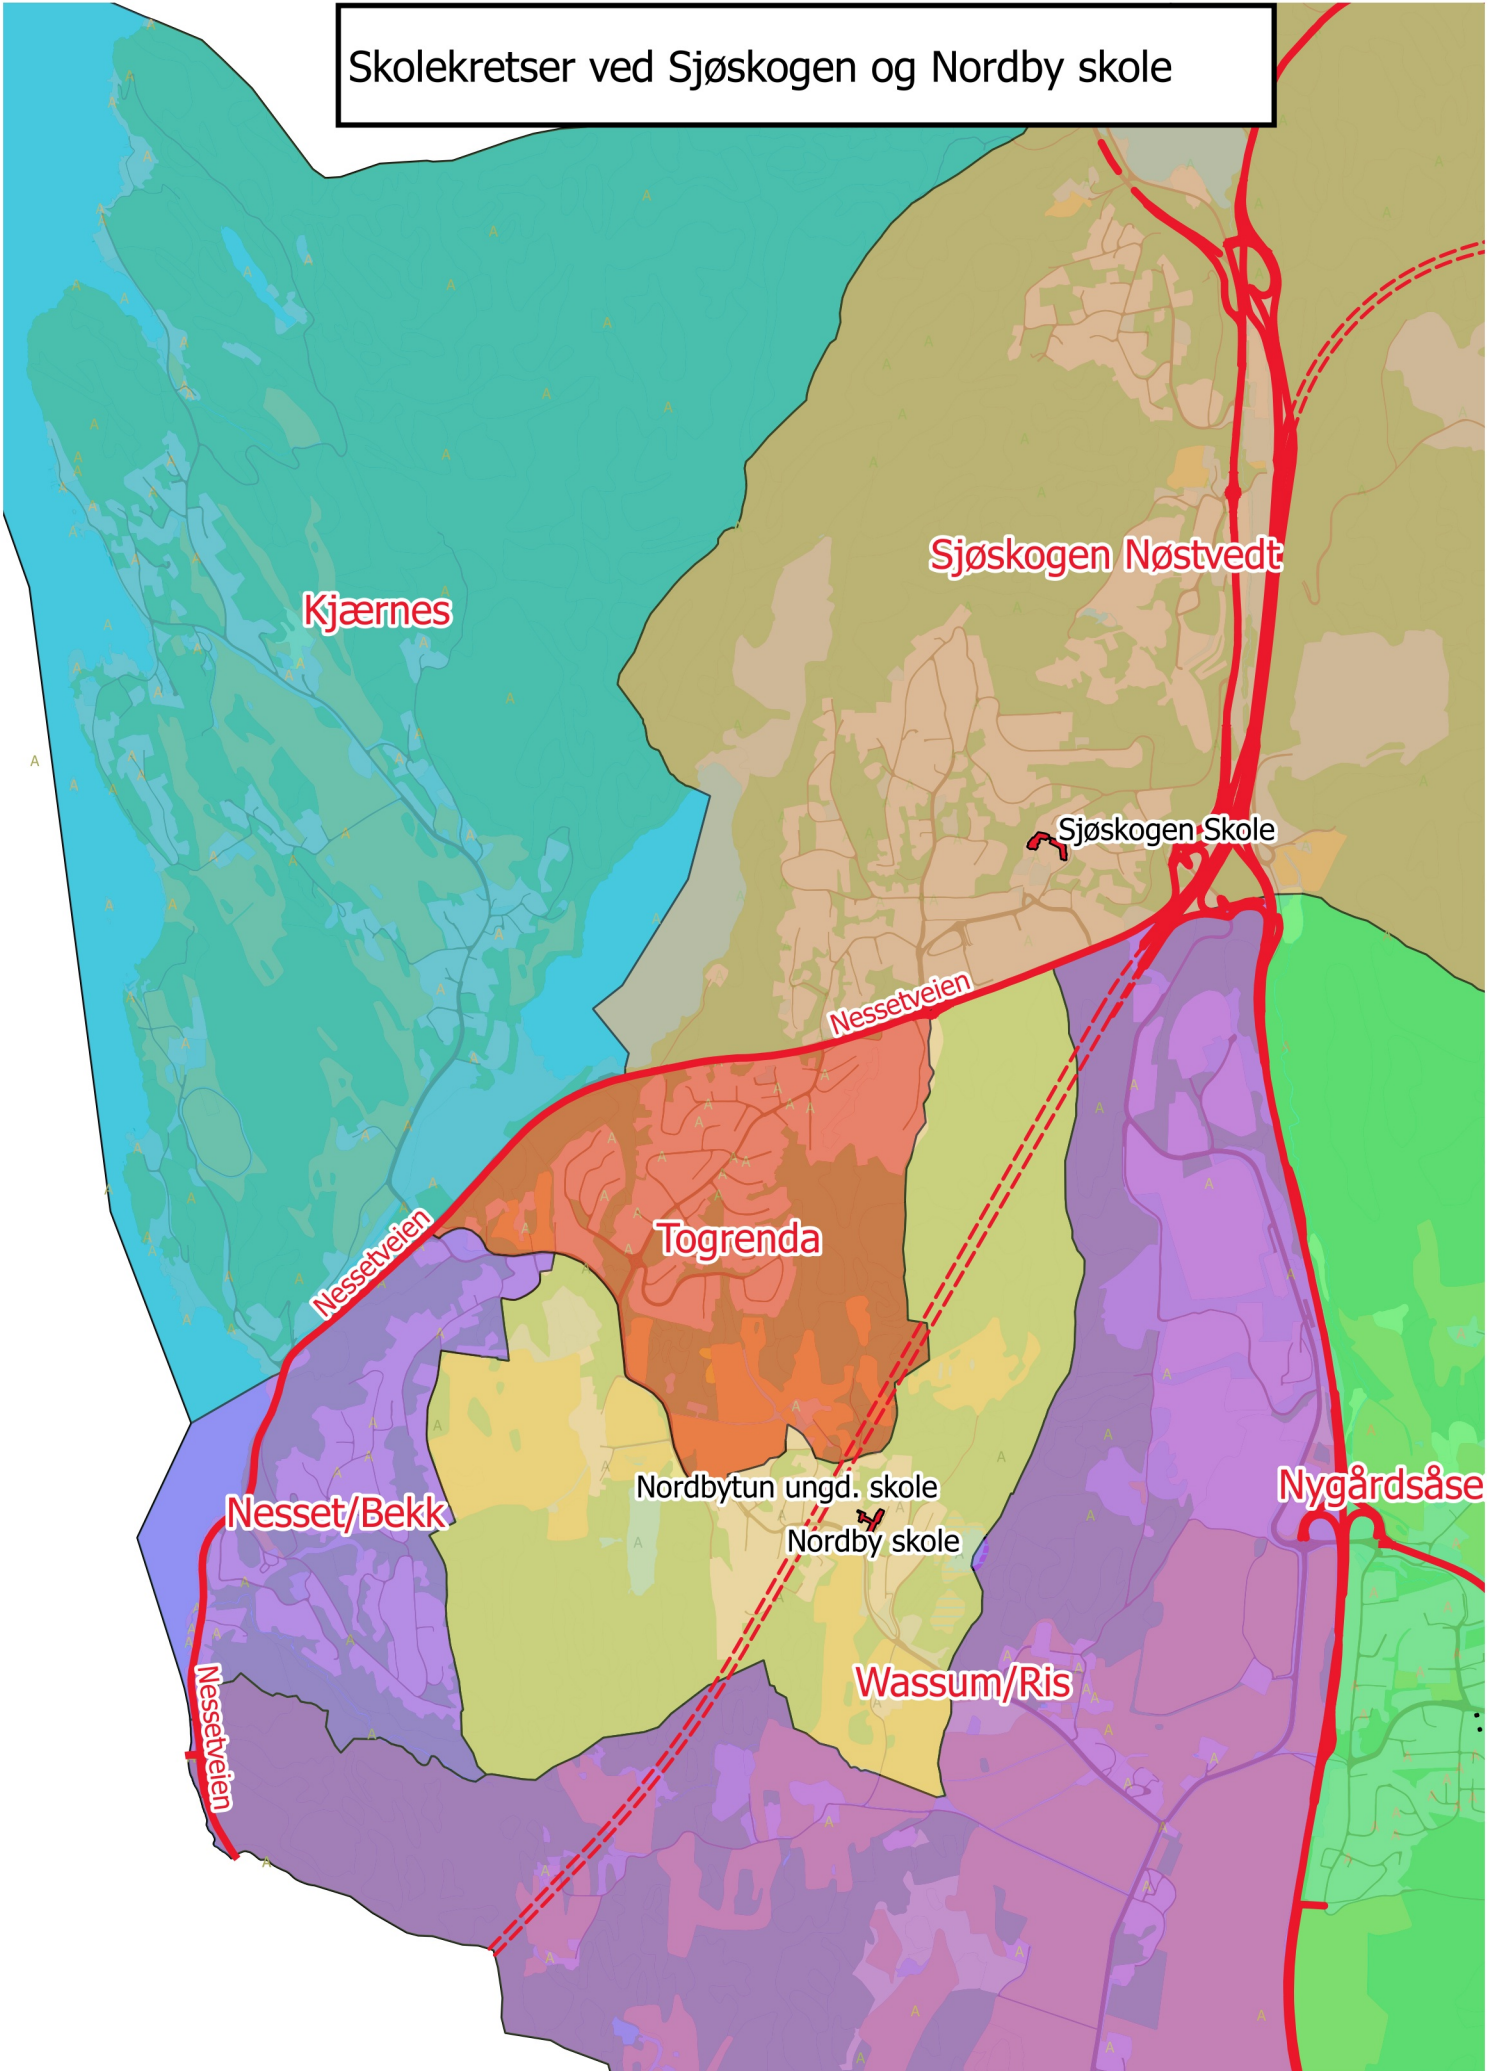 Skolekretser ved Sjøskogen og Nordby skole
Sjøskogen Nøstvedt
Kjærnes
Sjøskogen Skole
Nessetveien
Togrenda
Nessetveien
Nordbytun ungd. skole
Nygårdsåse
Nesset/Bekk
Nordby skole
Wassum/Ris
Nessetveien